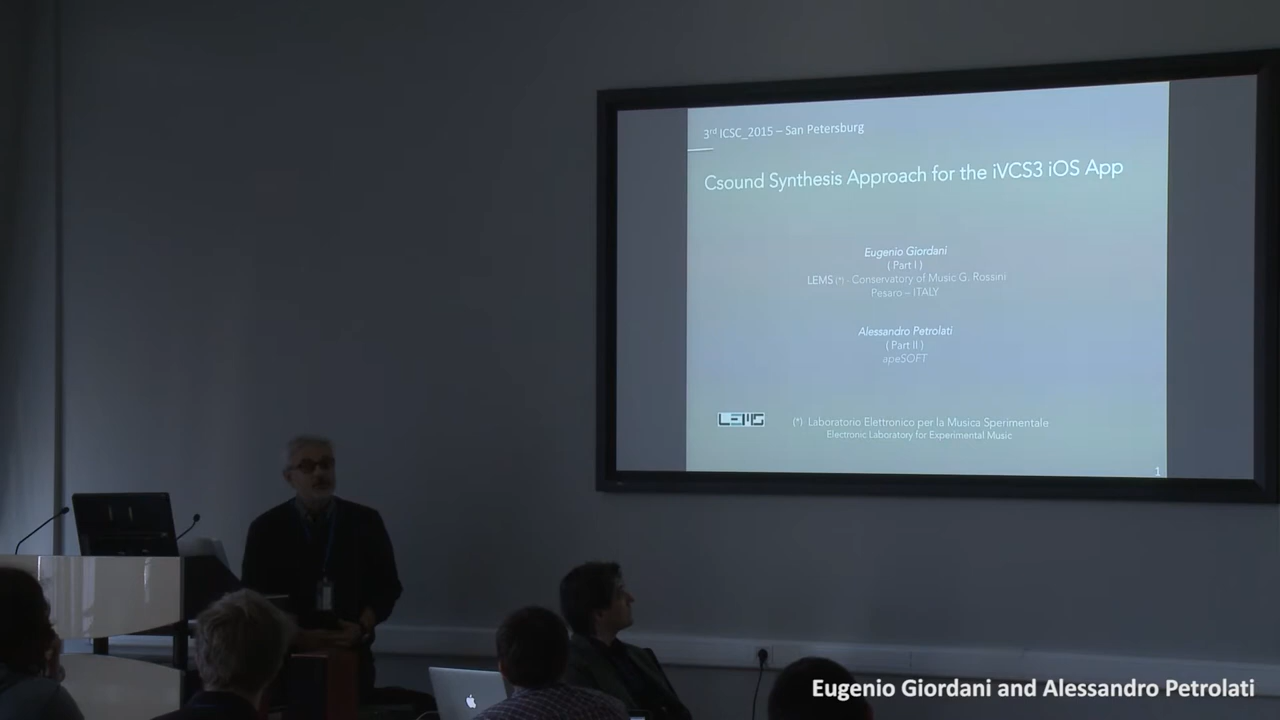 3rd ICSC_2015 – San Petersburg
Csound Synthesis Approach for the iVCS3 iOS App
Eugenio Giordani
( Part I )
LEMS (*) - Conservatory of Music G. Rossini
Pesaro – ITALY
Alessandro Petrolati
( Part II )
apeSOFT
LEMS
(*) Laboratorio Elettronico per la Musica Sperimentale
Electronic Laboratory for Experimental Music
1
Eugenio Giordani and Alessandro Petrolati